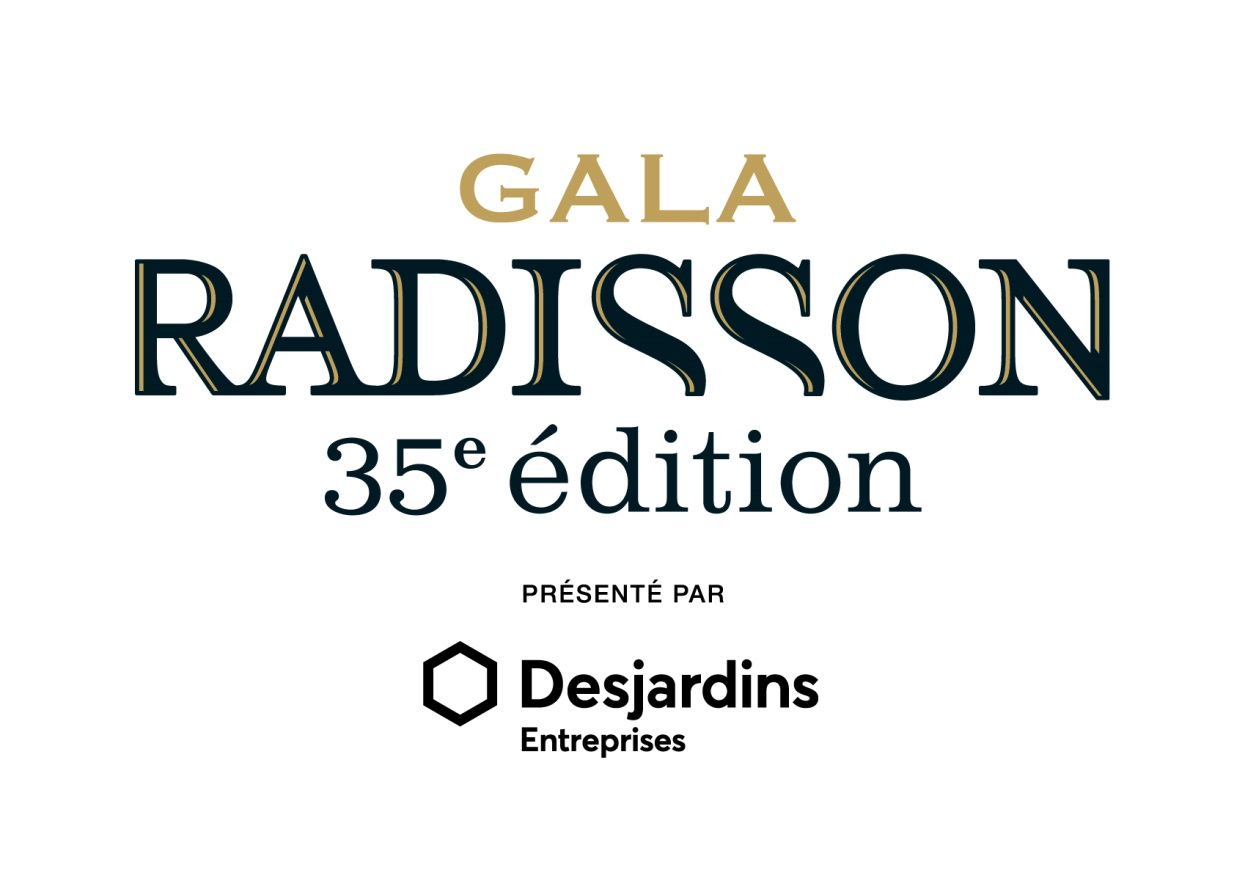 GALA
RADISSON
35e édition
PRÉSENTÉ PAR
Desjardins
Entreprises